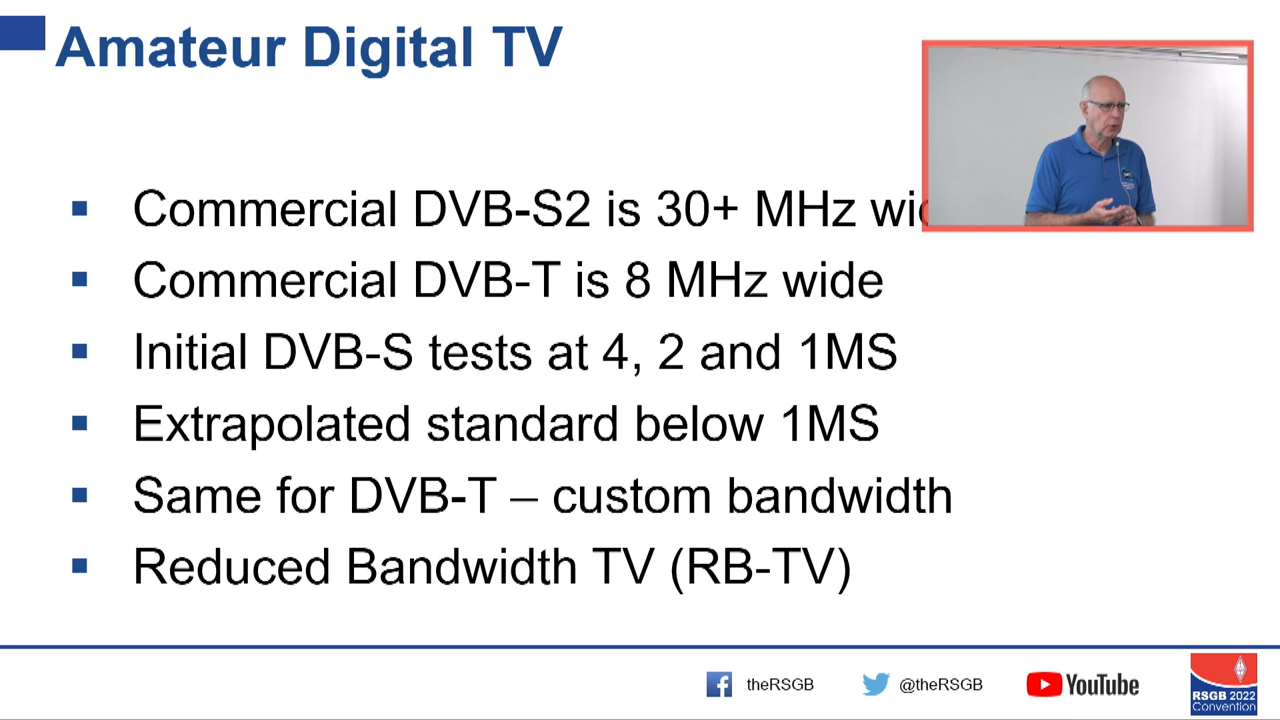 Amateur Digital TV
▪ Commercial DVB-S2 is 30+ MHz
▪ Commercial DVB-T is 8 MHz wide
▪ Initial DVB-S tests at 4, 2 and 1MS
▪ Extrapolated standard below 1MS
▪ Same for DVB-T – custom bandwidth
▪ Reduced Bandwidth TV (RB-TV)
theRSGB
@theRSGB
YouTube
RSGB 2022
Convention